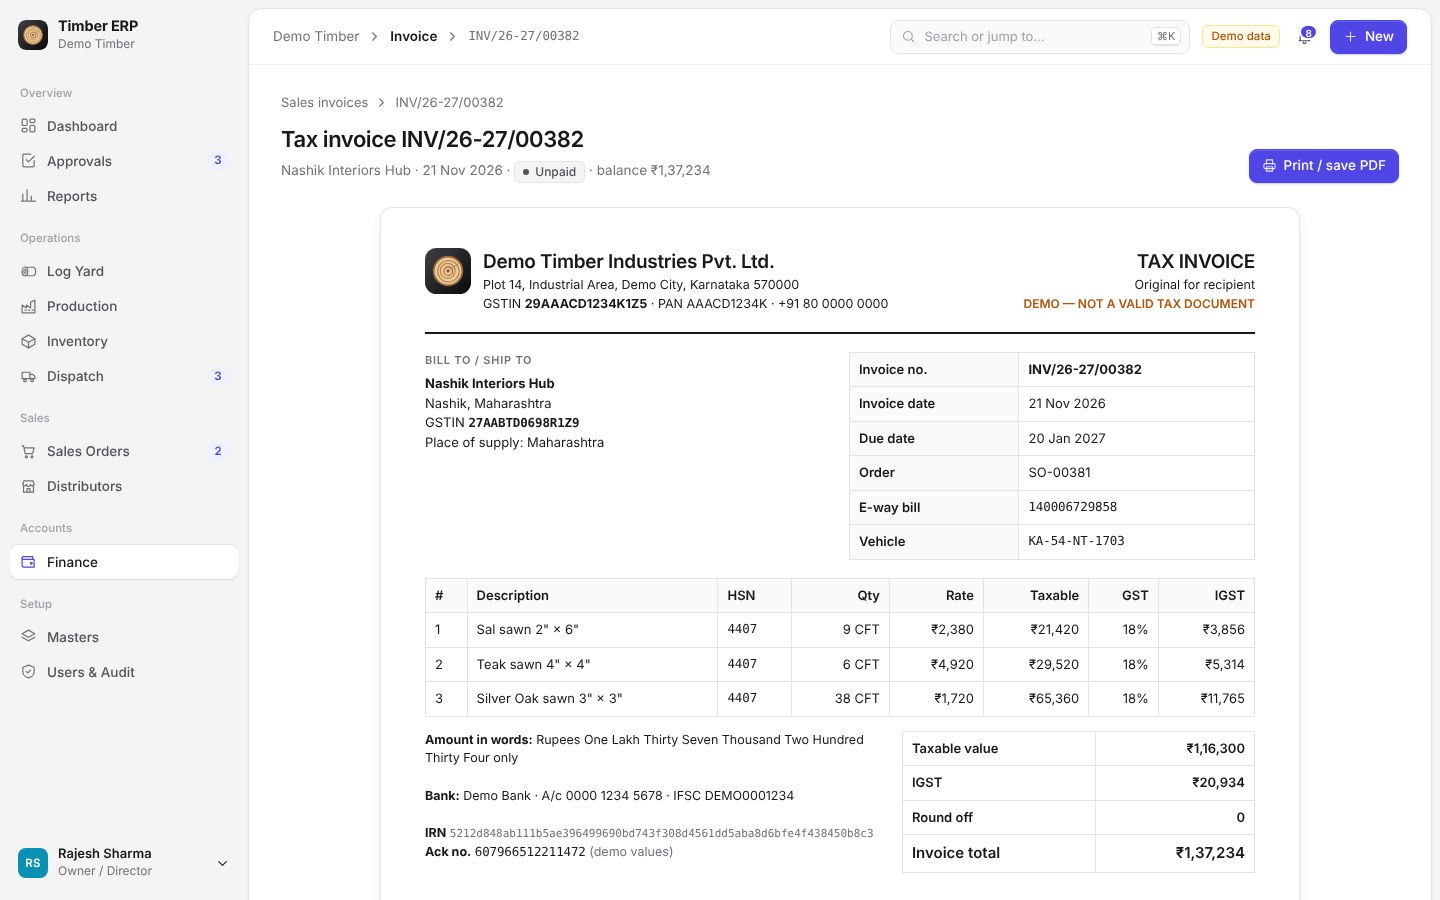 Timber ERP
Demo Timber
Overview
Dashboard
Approvals 3
Reports
Operations
Log Yard
Production
Inventory
Dispatch 3
Sales
Sales Orders 2
Distributors
Accounts
Finance
Setup
Masters
Users & Audit
RS
Rajesh Sharma
Owner / Director
Demo Timber > Invoice > INV/26-27/00382
Search or jump to... ⌘K
Demo data
8
+ New
Sales invoices > INV/26-27/00382
Tax invoice INV/26-27/00382
Nashik Interiors Hub · 21 Nov 2026 · Unpaid · balance ₹1,37,234
Print / save PDF
Demo Timber Industries Pvt. Ltd.
Plot 14, Industrial Area, Demo City, Karnataka 570000
GSTIN 29AAACD1234K1Z5 · PAN AAACD1234K · +91 80 0000 0000
TAX INVOICE
Original for recipient
DEMO — NOT A VALID TAX DOCUMENT
BILL TO / SHIP TO
Nashik Interiors Hub
Nashik, Maharashtra
GSTIN 27AABTD0698R1Z9
Place of supply: Maharashtra
Invoice no. INV/26-27/00382
Invoice date 21 Nov 2026
Due date 20 Jan 2027
Order SO-00381
E-way bill 140006729858
Vehicle KA-54-NT-1703
# Description HSN Qty Rate Taxable GST IGST
1 Sal sawn 2" × 6" 4407 9 CFT ₹2,380 ₹21,420 18% ₹3,856
2 Teak sawn 4" × 4" 4407 6 CFT ₹4,920 ₹29,520 18% ₹5,314
3 Silver Oak sawn 3" × 3" 4407 38 CFT ₹1,720 ₹65,360 18% ₹11,765
Amount in words: Rupees One Lakh Thirty Seven Thousand Two Hundred
Thirty Four only
Bank: Demo Bank · A/c 0000 1234 5678 · IFSC DEMO0001234
IRN 5212d848ab111b5ae396499690bd743f308d4561dd5aba8d6bfe4f438450b8c3
Ack no. 607966512211472 (demo values)
Taxable value ₹1,16,300
IGST ₹20,934
Round off 0
Invoice total ₹1,37,234